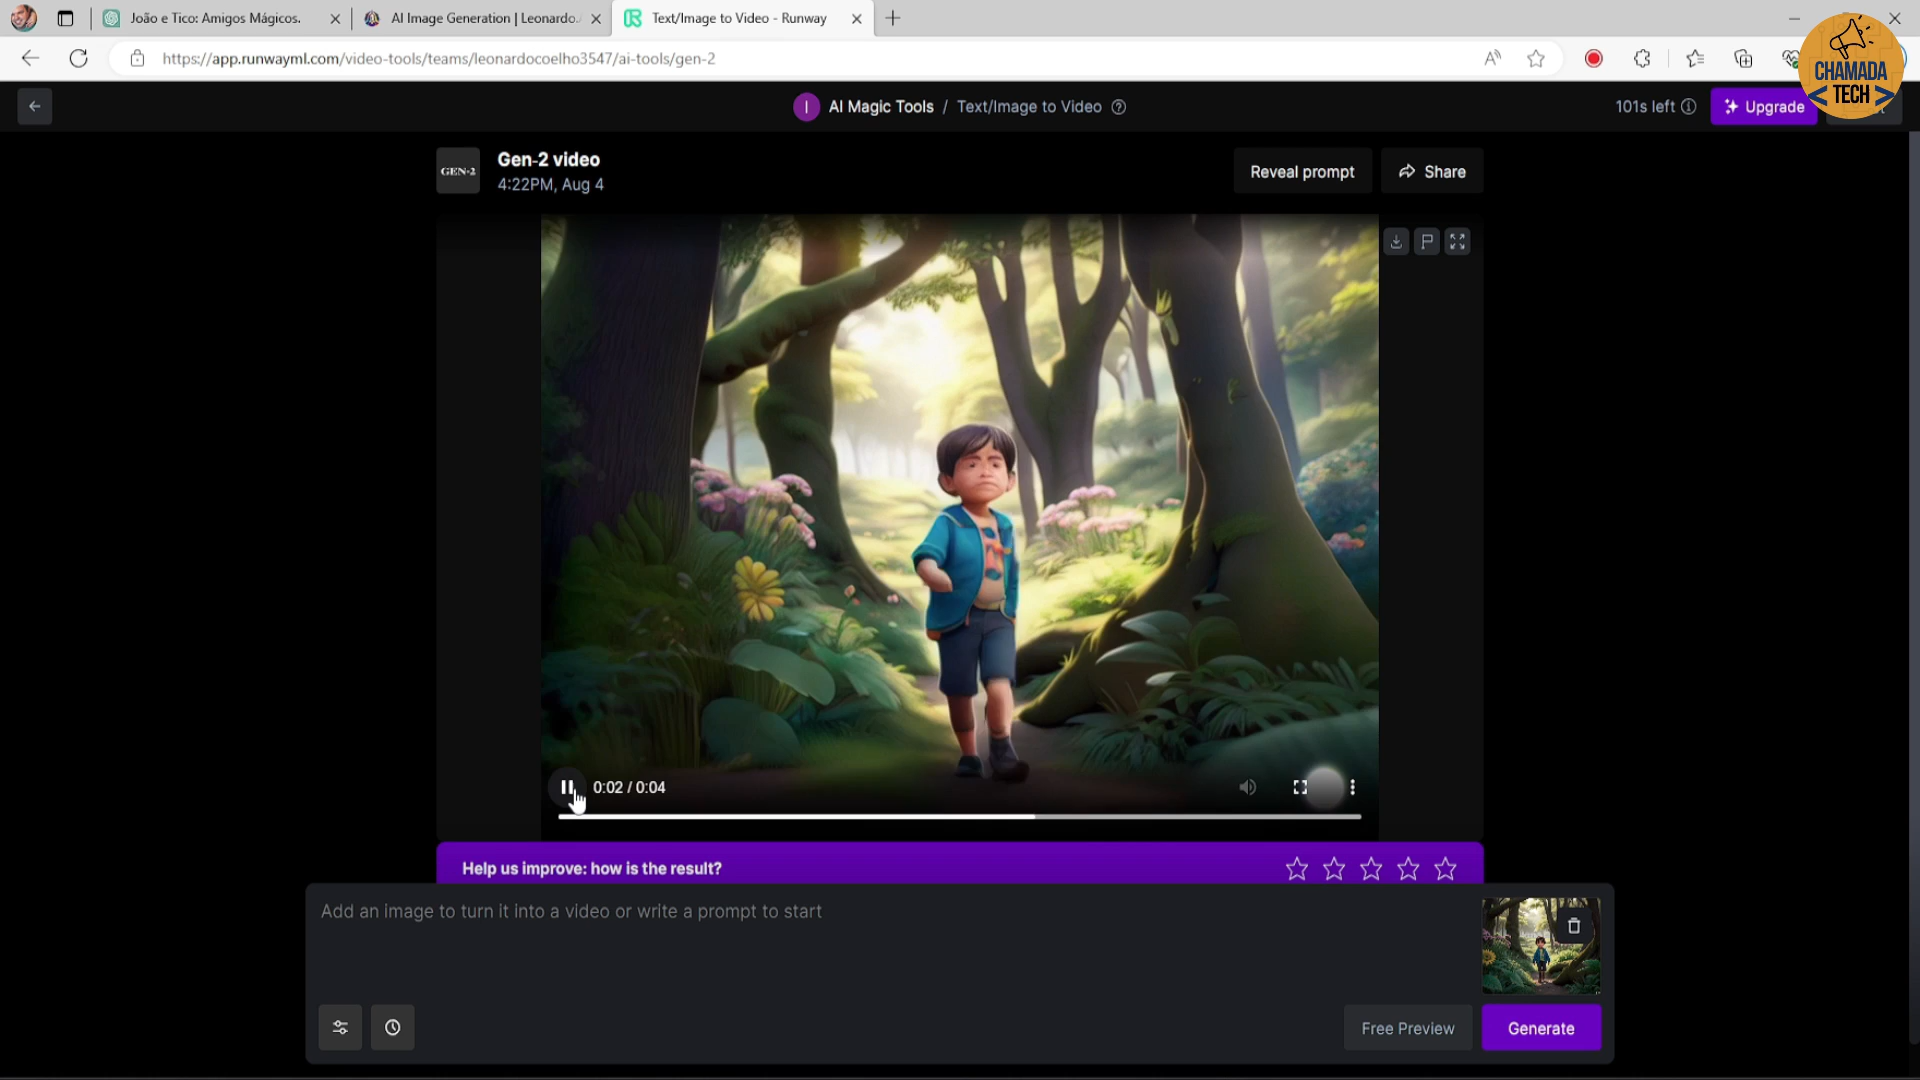 João e Tico: Amigos Mágicos.
AI Image Generation | Leonardo.
Text/Image to Video - Runway
https://app.runwayml.com/video-tools/teams/leonardocoelho3547/ai-tools/gen-2
CHAMADA
< TECH >
I AI Magic Tools / Text/Image to Video
101s left
Upgrade
GEN-2
Gen-2 video
4:22PM, Aug 4
Reveal prompt
Share
0:02 / 0:04
Help us improve: how is the result?
Add an image to turn it into a video or write a prompt to start
Free Preview
Generate